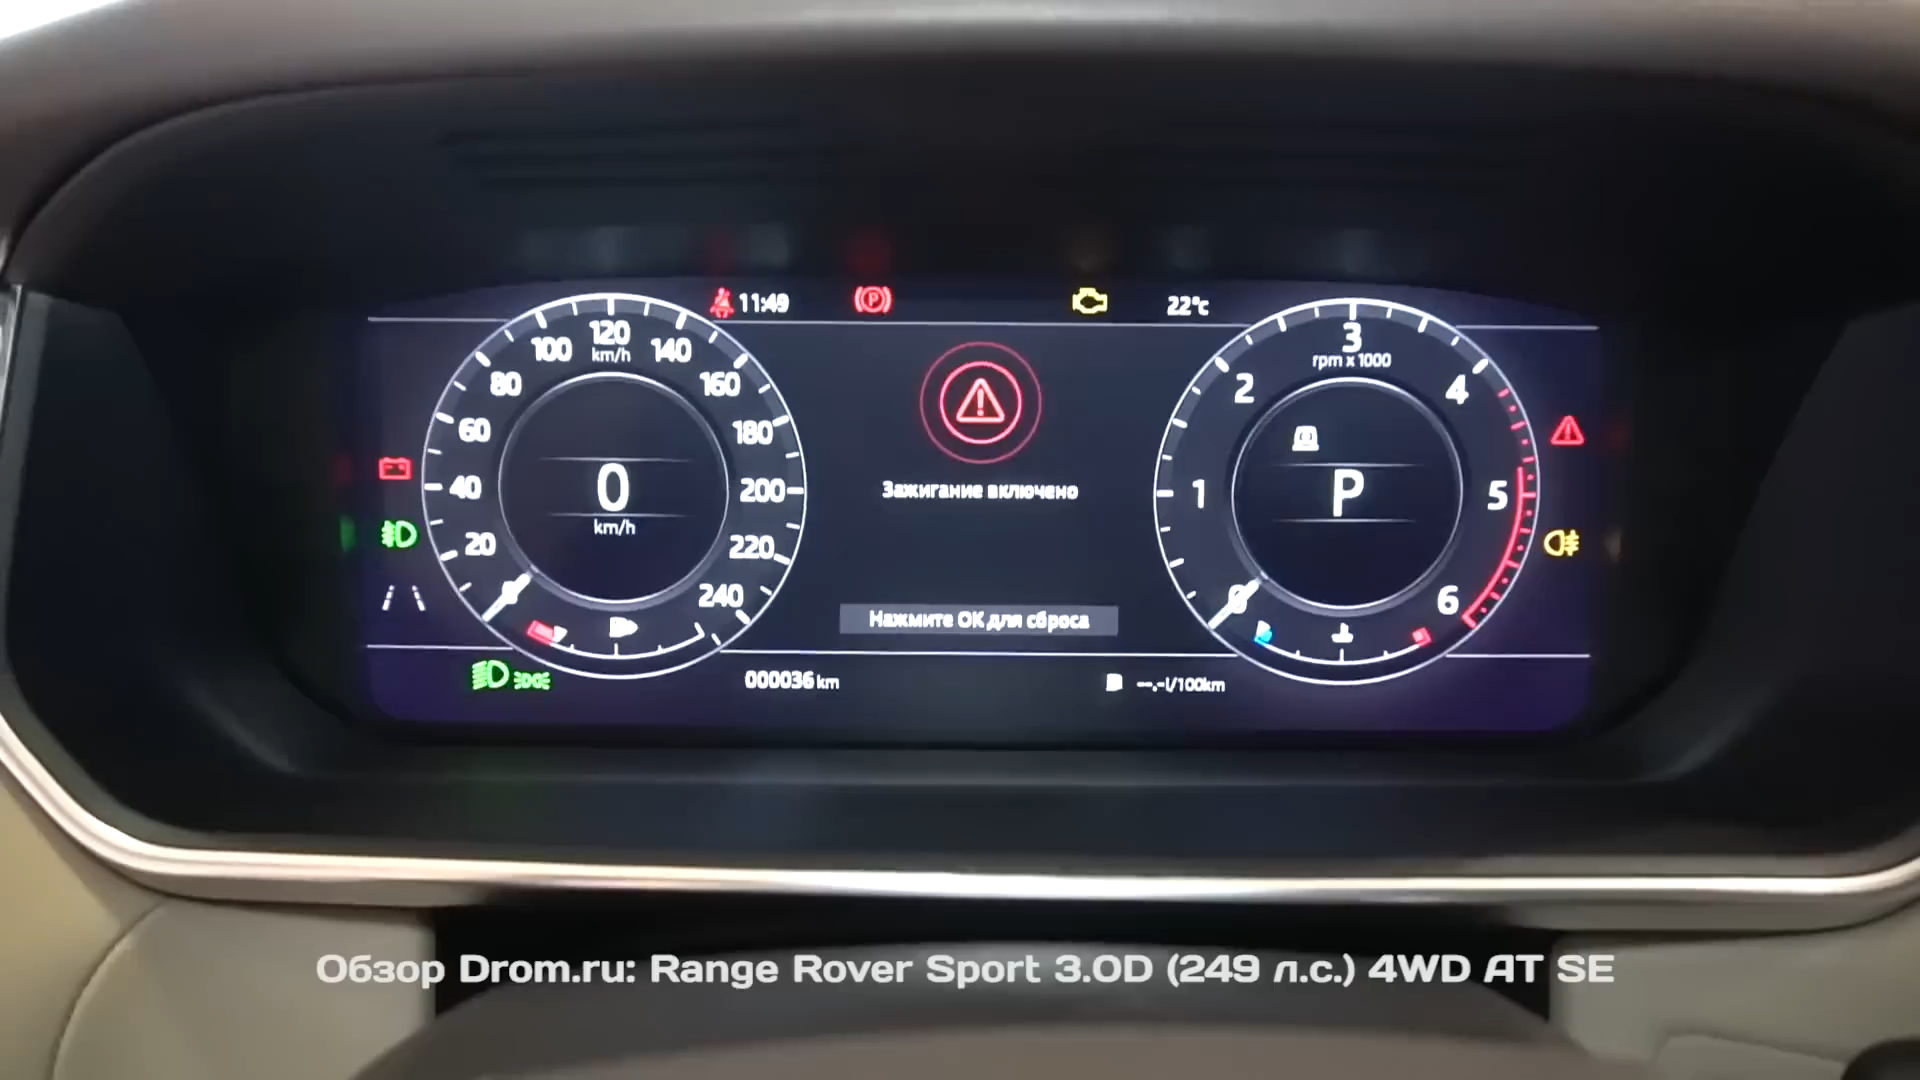 11:49
22°c
120
100
km/h
140
80
160
60
180
40
200
20
220
240
0
km/h
Зажигание включено
Нажмите OK для сброса
3
rpm x 1000
2
4
1
5
0
6
P
000036 km
--.-l/100km
Обзор Drom.ru: Range Rover Sport 3.0D (249 л.с.) 4WD AT SE